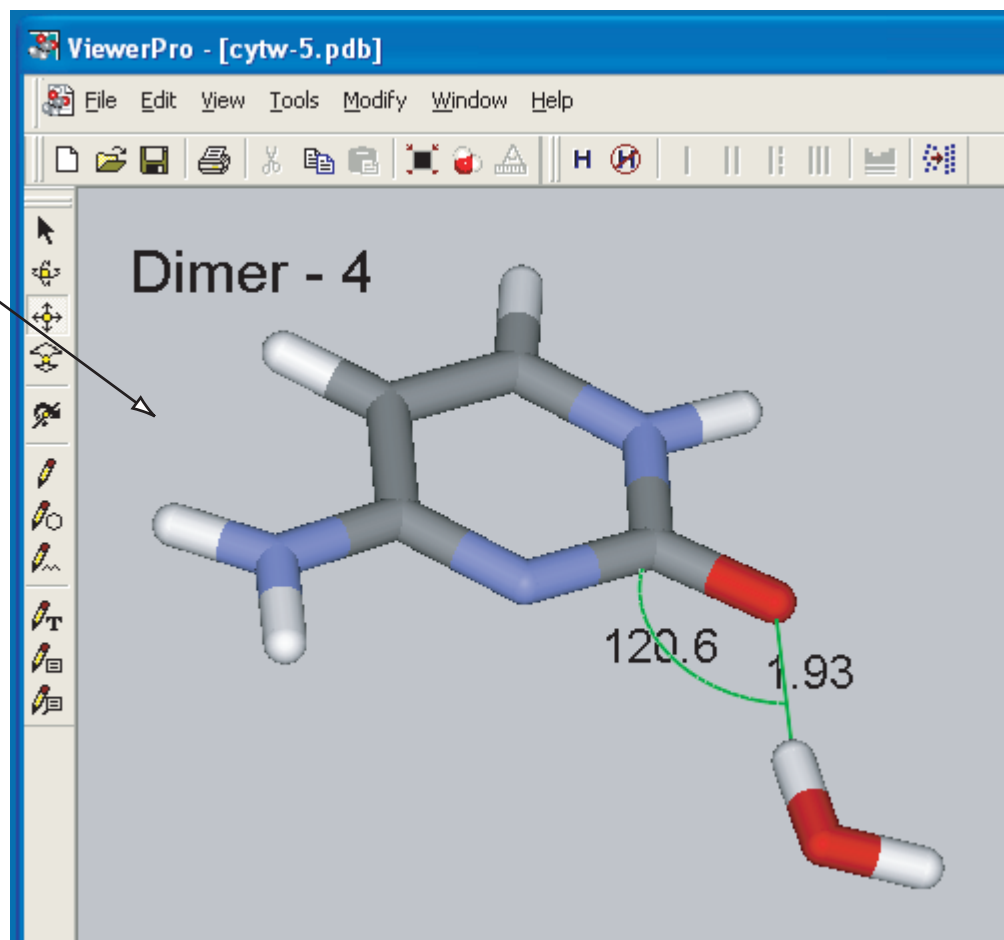 ViewerPro - [cytw-5.pdb]
File Edit View Tools Modify Window Help
H H
T
Dimer - 4
120.6
1.93